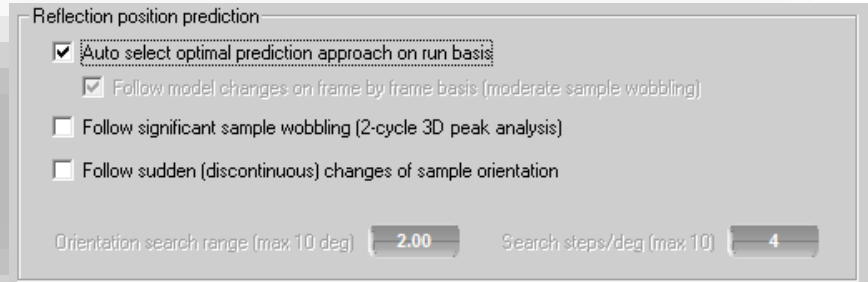 Reflection position prediction
Auto select optimal prediction approach on run basis
Follow model changes on frame by frame basis (moderate sample wobbling)
Follow significant sample wobbling (2-cycle 3D peak analysis)
Follow sudden (discontinuous) changes of sample orientation
Orientation search range (max 10 deg) 2.00 Search steps/deg (max 10) 4